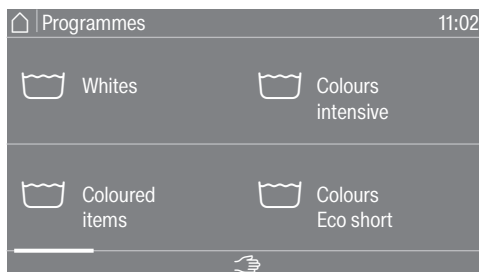 Programmes
11:02
Whites
Colours
intensive
Coloured
items
Colours
Eco short